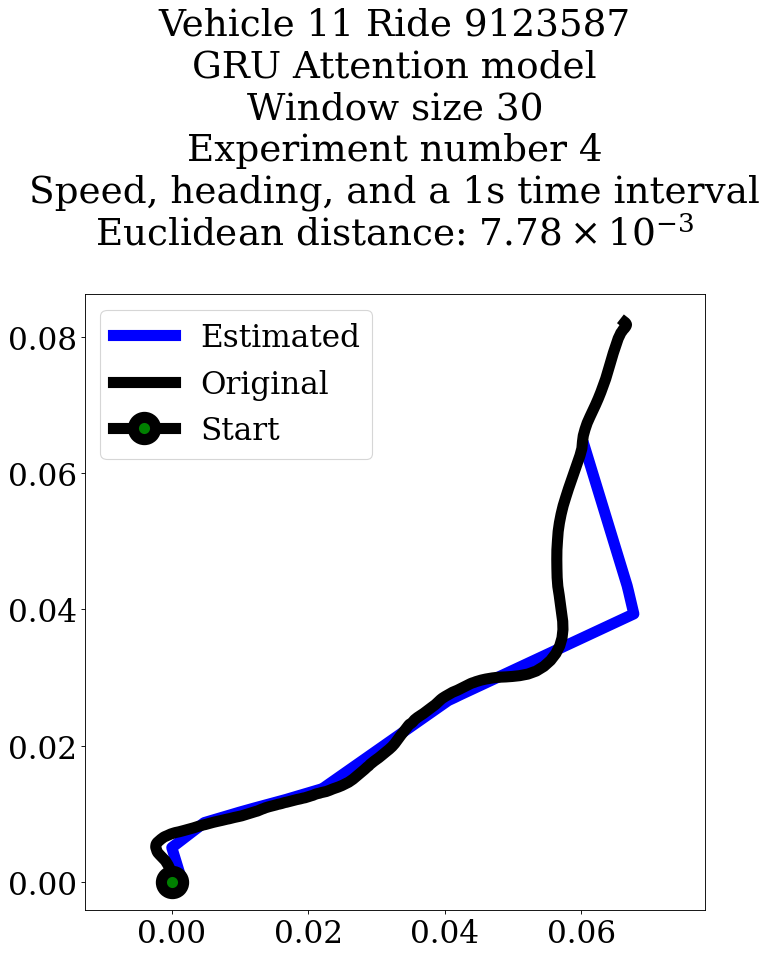 Vehicle 11 Ride 9123587
GRU Attention model
Window size 30
Experiment number 4
Speed, heading, and a 1s time interval
Euclidean distance: 7.78 × 10⁻³
Estimated
Original
Start
0.08
0.06
0.04
0.02
0.00
0.00 0.02 0.04 0.06